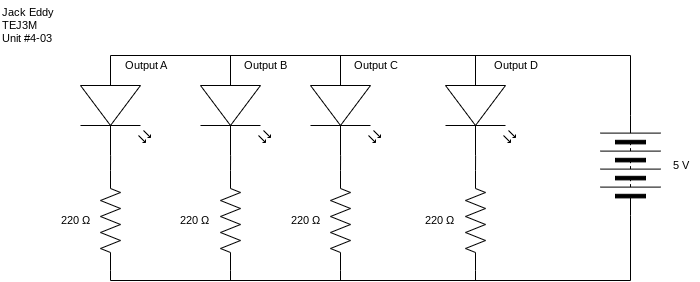 Jack Eddy
TEJ3M
Unit #4-03
Output A
Output B
Output C
Output D
5 V
220 Ω
220 Ω
220 Ω
220 Ω